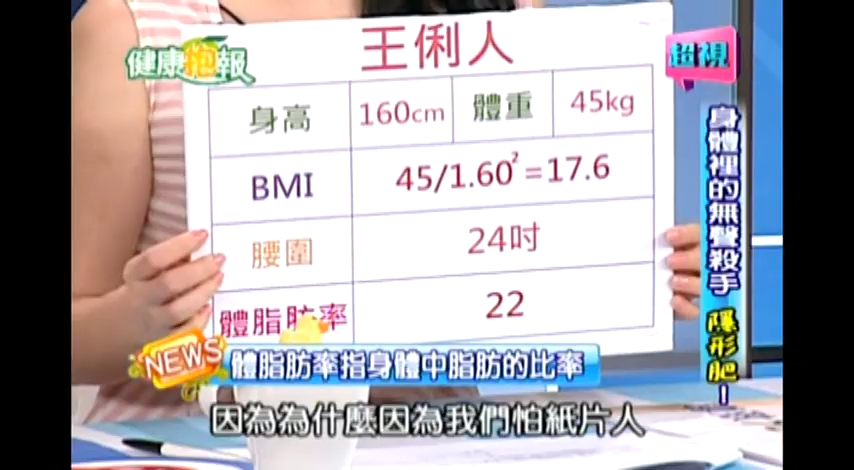 王俐人
健康抱報
超視
身高 160cm 體重 45kg
BMI 45/1.60²=17.6
腰圍 24吋
體脂肪率 22
身體裡的無聲殺手 隱形肥！
NEWS 體脂肪率指身體中脂肪的比率
因為為什麼因為我們怕紙片人